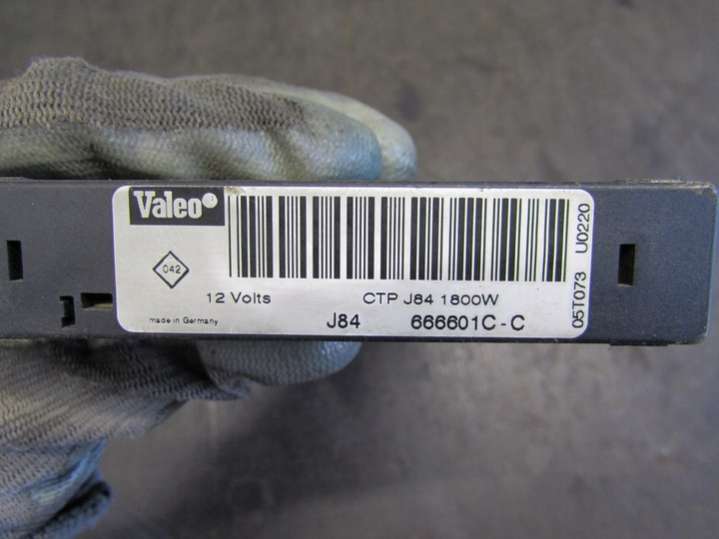 Valeo
042
12 Volts CTP J84 1800W
made in Germany J84 666601C-C
05T073 U0220